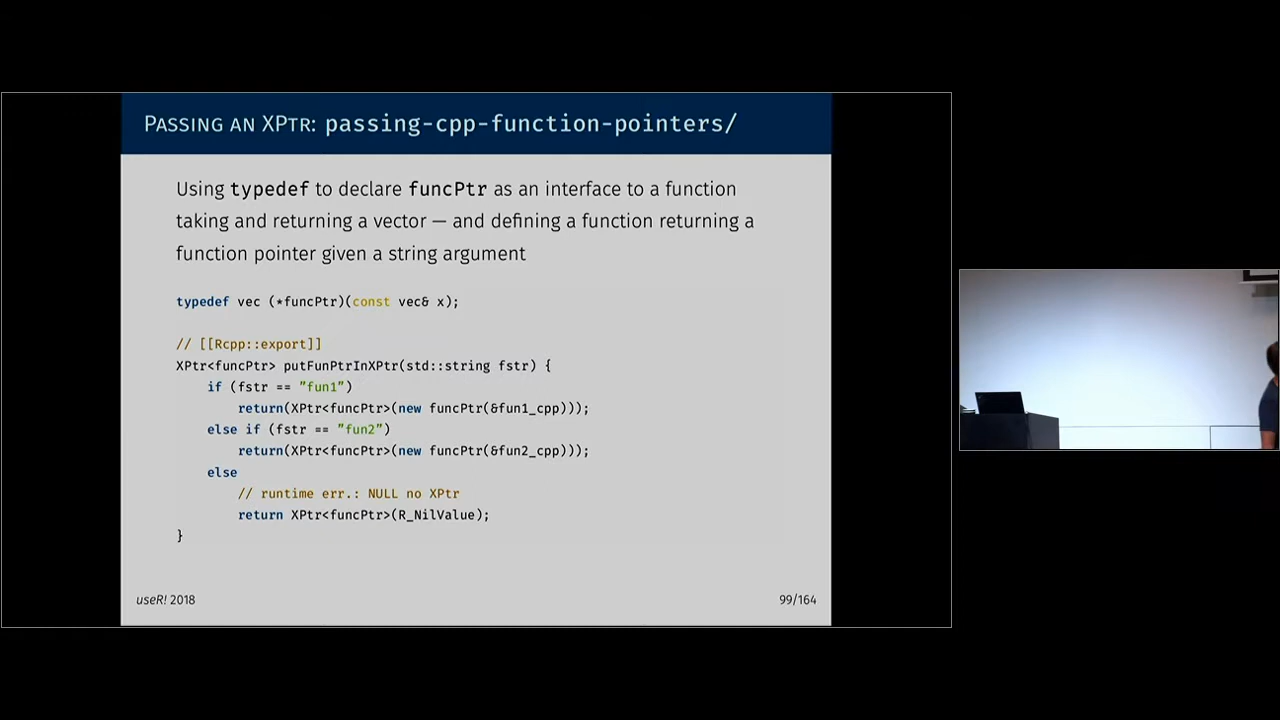 PASSING AN XPTR: passing-cpp-function-pointers/
Using typedef to declare funcPtr as an interface to a function
taking and returning a vector — and defining a function returning a
function pointer given a string argument
typedef vec (*funcPtr)(const vec& x);
// [[Rcpp::export]]
XPtr<funcPtr> putFunPtrInXPtr(std::string fstr) {
    if (fstr == "fun1")
        return(XPtr<funcPtr>(new funcPtr(&fun1_cpp)));
    else if (fstr == "fun2")
        return(XPtr<funcPtr>(new funcPtr(&fun2_cpp)));
    else
        // runtime err.: NULL no XPtr
        return XPtr<funcPtr>(R_NilValue);
}
useR! 2018
99/164